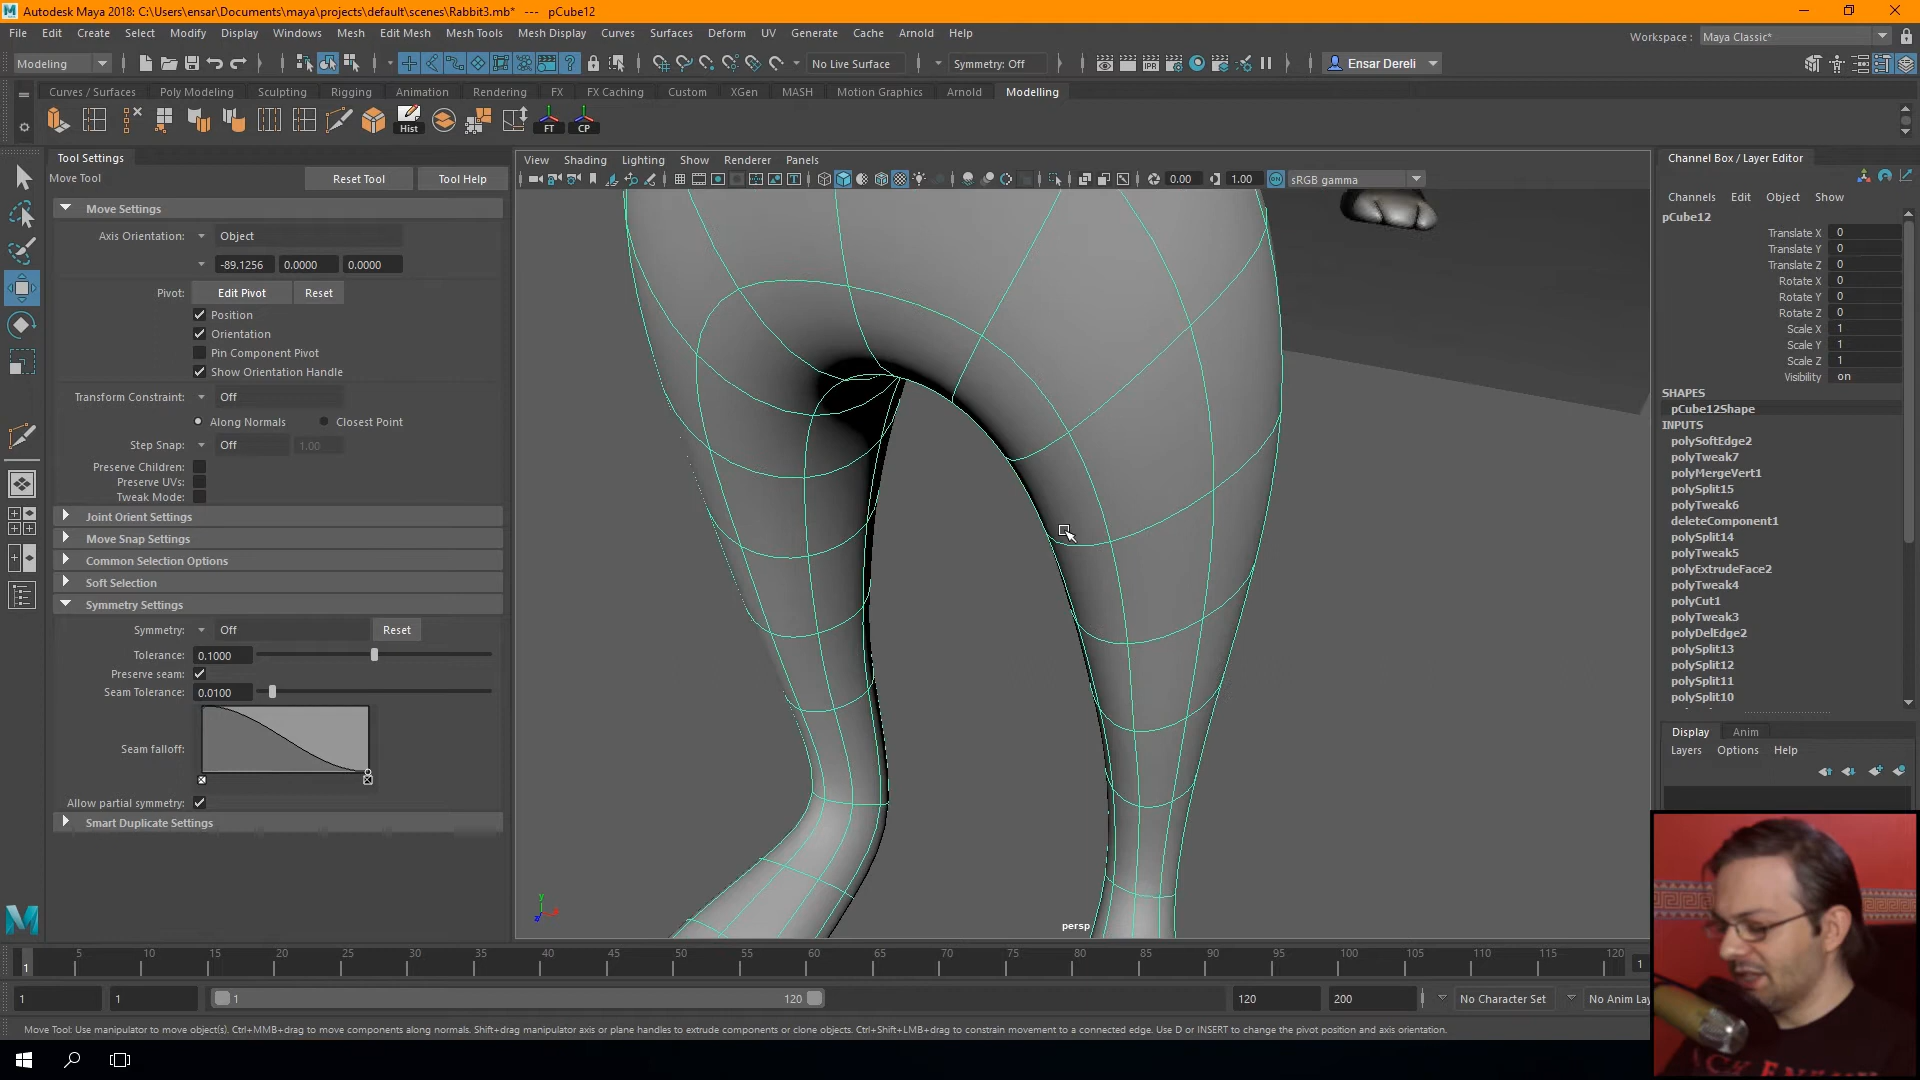 Autodesk Maya 2018: C:\Users\ensar\Documents\maya\projects\default\scenes\Rabbit3.mb* --- pCube12
File Edit Create Select Modify Display Windows Mesh Edit Mesh Mesh Tools Mesh Display Curves Surfaces Deform UV Generate Cache Arnold Help
Workspace : Maya Classic*
Modeling No Live Surface Symmetry: Off Ensar Dereli
Curves / Surfaces Poly Modeling Sculpting Rigging Animation Rendering FX FX Caching Custom XGen MASH Motion Graphics Arnold Modelling
Hist FT CP
Tool Settings
Move Tool Reset Tool Tool Help
Move Settings
Axis Orientation: Object
-89.1256 0.0000 0.0000
Pivot: Edit Pivot Reset
Position
Orientation
Pin Component Pivot
Show Orientation Handle
Transform Constraint: Off
Along Normals Closest Point
Step Snap: Off 1.00
Preserve Children:
Preserve UVs:
Tweak Mode:
Joint Orient Settings
Move Snap Settings
Common Selection Options
Soft Selection
Symmetry Settings
Symmetry: Off Reset
Tolerance: 0.1000
Preserve seam:
Seam Tolerance: 0.0100
Seam falloff:
Allow partial symmetry:
Smart Duplicate Settings
View Shading Lighting Show Renderer Panels
0.00 1.00 ON sRGB gamma
y
z
persp
Channel Box / Layer Editor
Channels Edit Object Show
pCube12
Translate X 0
Translate Y 0
Translate Z 0
Rotate X 0
Rotate Y 0
Rotate Z 0
Scale X 1
Scale Y 1
Scale Z 1
Visibility on
SHAPES
pCube12Shape
INPUTS
polySoftEdge2
polyTweak7
polyMergeVert1
polySplit15
polyTweak6
deleteComponent1
polySplit14
polyTweak5
polyExtrudeFace2
polyTweak4
polyCut1
polyTweak3
polyDelEdge2
polySplit13
polySplit12
polySplit11
polySplit10
Display Anim
Layers Options Help
1 5 10 15 20 25 30 35 40 45 50 55 60 65 70 75 80 85 90 95 100 105 110 115 120 1
1 1 1 120 120 200 No Character Set No Anim Lay
Move Tool: Use manipulator to move object(s). Ctrl+MMB+drag to move components along normals. Shift+drag manipulator axis or plane handles to extrude components or clone objects. Ctrl+Shift+LMB+drag to constrain movement to a connected edge. Use D or INSERT to change the pivot position and axis orientation.